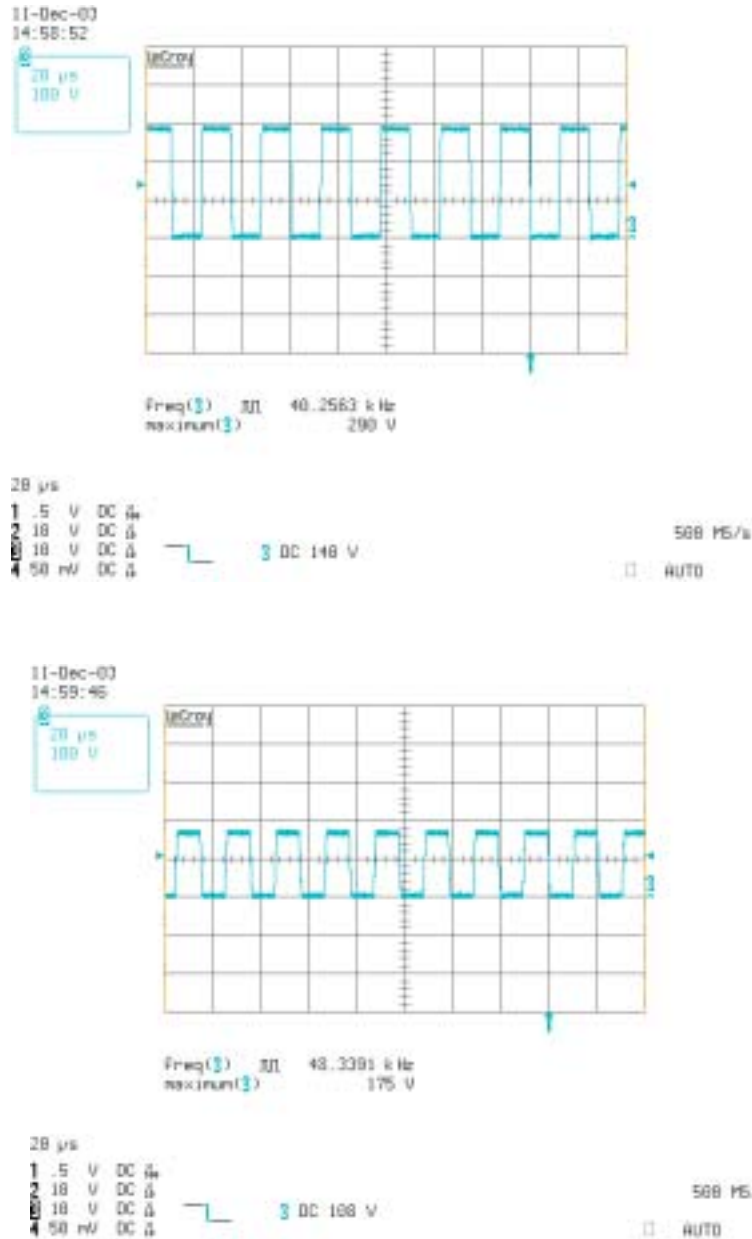 11-Dec-03
14:58:52
LeCroy
20 µs
100 V
Freq(3) 40.2563 kHz
maximum(3) 290 V
20 µs
1 .5 V DC
2 10 V DC
3 10 V DC
4 50 mV DC
3 DC 140 V
500 MS/s
AUTO
11-Dec-03
14:59:46
LeCroy
20 µs
100 V
Freq(3) 48.3391 kHz
maximum(3) 175 V
20 µs
1 .5 V DC
2 10 V DC
3 10 V DC
4 50 mV DC
3 DC 108 V
500 MS
AUTO